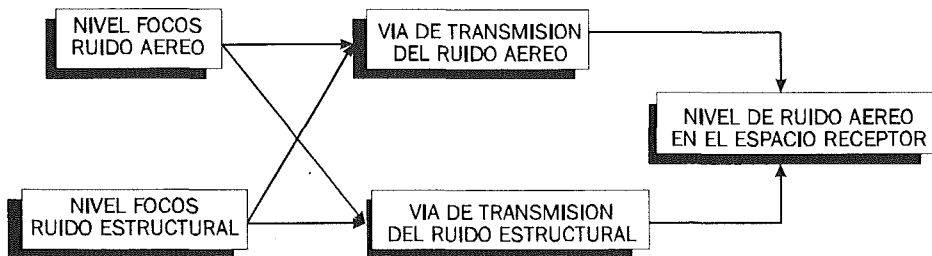 NIVEL FOCOS
RUIDO AEREO
VIA DE TRANSMISION
DEL RUIDO AEREO
NIVEL DE RUIDO AEREO
EN EL ESPACIO RECEPTOR
NIVEL FOCOS
RUIDO ESTRUCTURAL
VIA DE TRANSMISION
DEL RUIDO ESTRUCTURAL